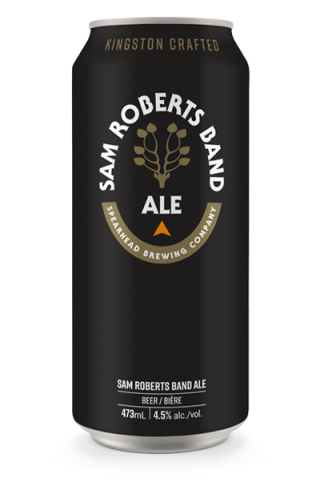 KINGSTON CRAFTED
SAM ROBERTS BAND
ALE
SPEARHEAD BREWING COMPANY
SAM ROBERTS BAND ALE
BEER / BIÈRE
473mL | 4.5% alc./vol.